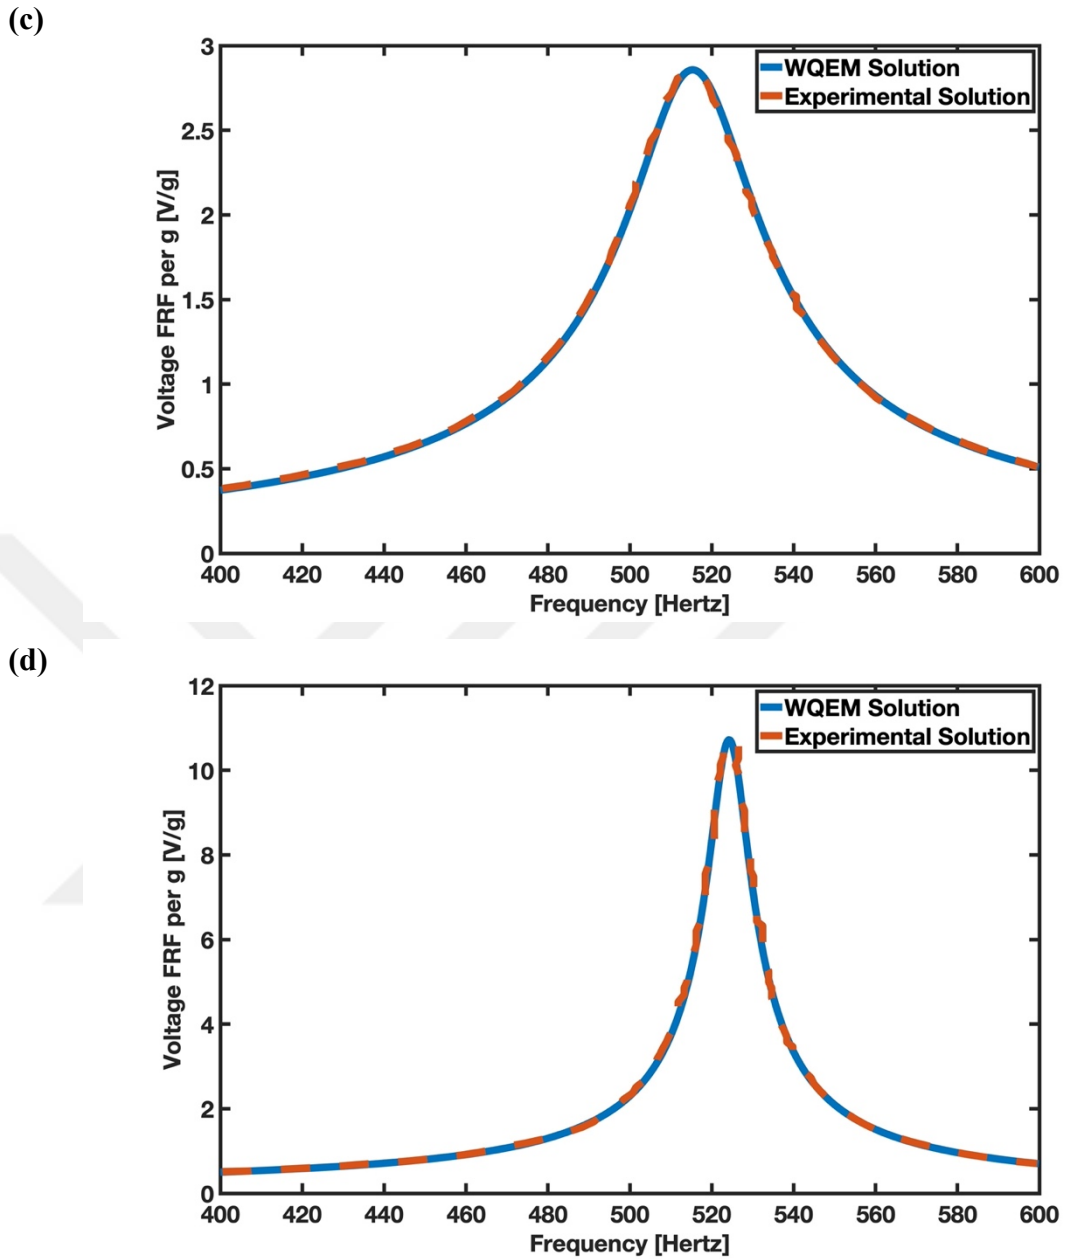 (c)
3
WQEM Solution
Experimental Solution
2.5
2
1.5
1
0.5
0
Voltage FRF per g [V/g]
400 420 440 460 480 500 520 540 560 580 600
Frequency [Hertz]
(d)
12
WQEM Solution
Experimental Solution
10
8
6
4
2
0
Voltage FRF per g [V/g]
400 420 440 460 480 500 520 540 560 580 600
Frequency [Hertz]